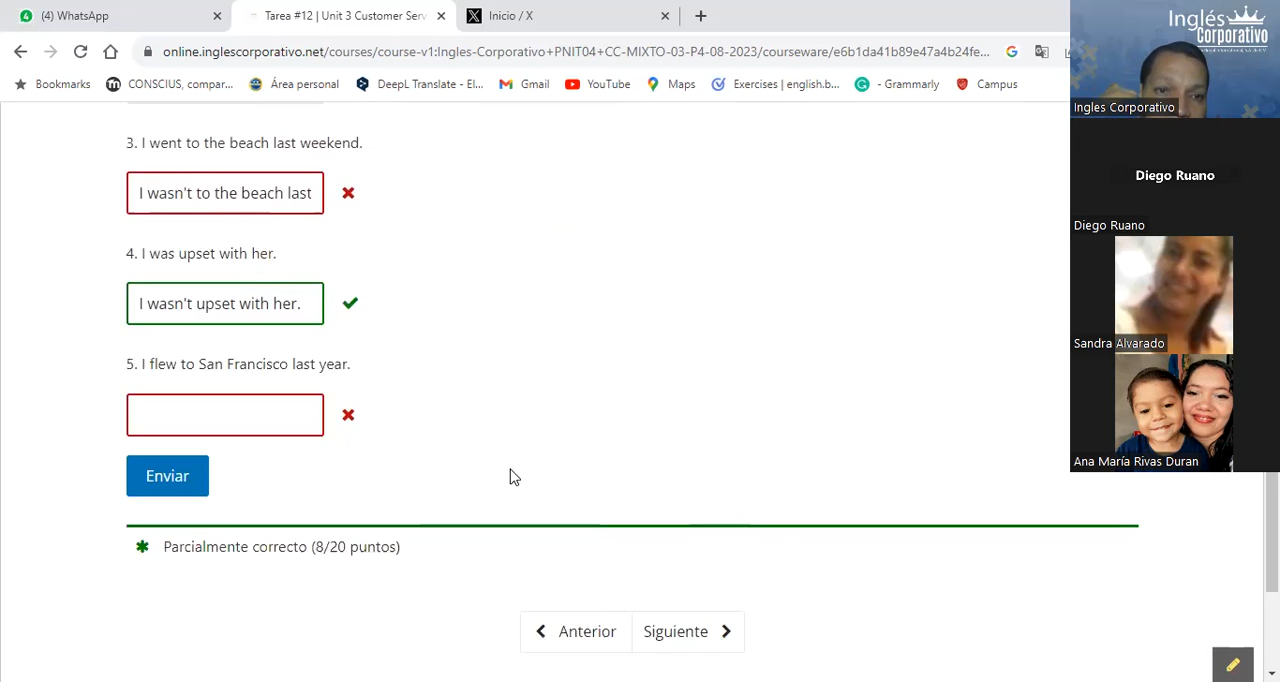 (4) WhatsApp
Tarea #12 | Unit 3 Customer Serv
Inicio / X
online.inglescorporativo.net/courses/course-v1:Ingles-Corporativo+PNIT04+CC-MIXTO-03-P4-08-2023/courseware/e6b1da41b89e47a4b24fe...
Bookmarks
CONSCIUS, compar...
Área personal
DeepL Translate - El...
Gmail
YouTube
Maps
Exercises | english.b...
- Grammarly
Campus
3. I went to the beach last weekend.
I wasn't to the beach last
4. I was upset with her.
I wasn't upset with her.
5. I flew to San Francisco last year.
Enviar
Parcialmente correcto (8/20 puntos)
Anterior
Siguiente
Inglés
Corporativo
Ingles Corporativo
Diego Ruano
Diego Ruano
Sandra Alvarado
Ana María Rivas Duran